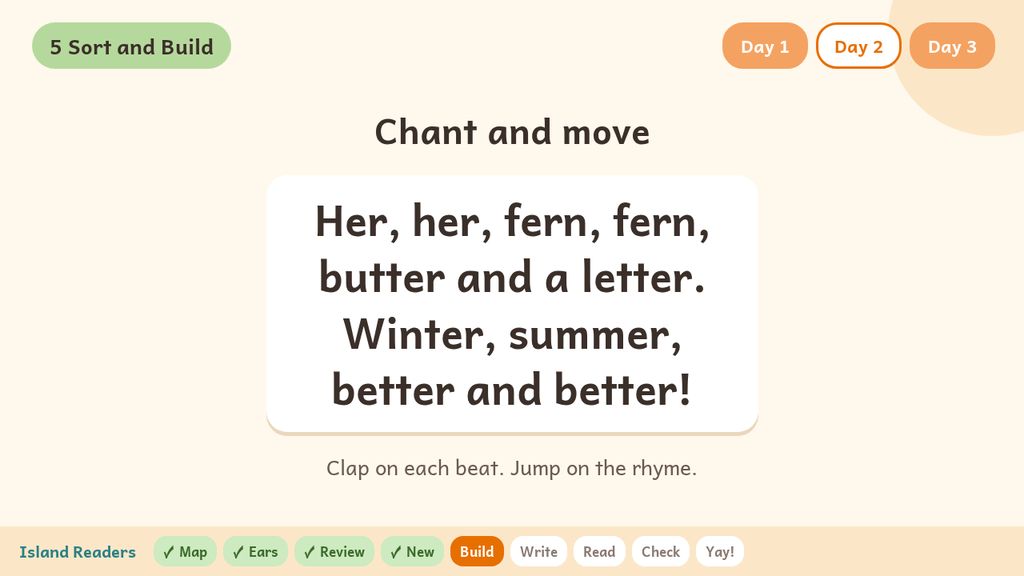 5 Sort and Build
Day 1 Day 2 Day 3
Chant and move
Her, her, fern, fern,
butter and a letter.
Winter, summer,
better and better!
Clap on each beat. Jump on the rhyme.
Island Readers ✓ Map ✓ Ears ✓ Review ✓ New Build Write Read Check Yay!